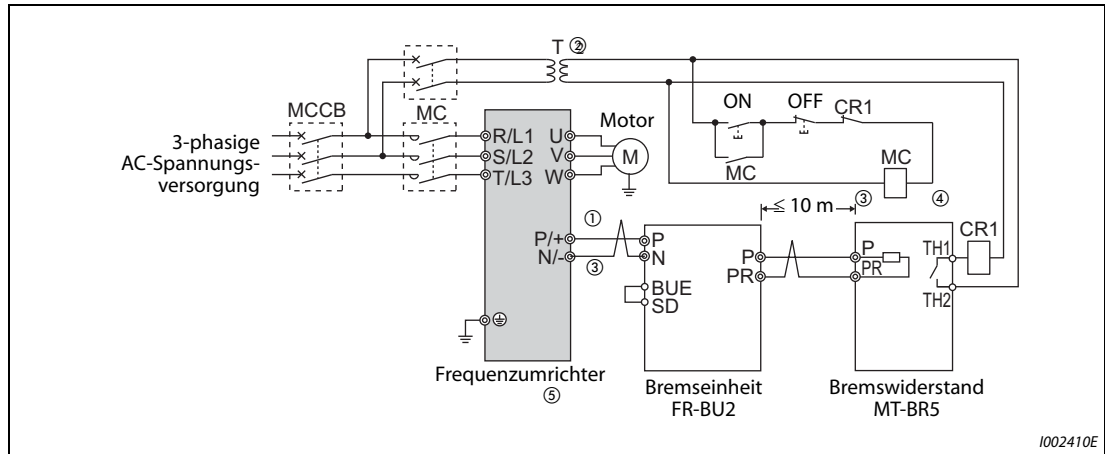 T ②
MCCB
MC
3-phasige
AC-Spannungs-
versorgung
R/L1
S/L2
T/L3
U
V
W
Motor
M
ON
OFF
CR1
MC
MC
P/+
N/-
①
③
P
N
BUE
SD
P
PR
≤ 10 m
③
④
P
PR
TH1
TH2
CR1
Frequenzumrichter
⑤
Bremseinheit
FR-BU2
Bremswiderstand
MT-BR5
I002410E